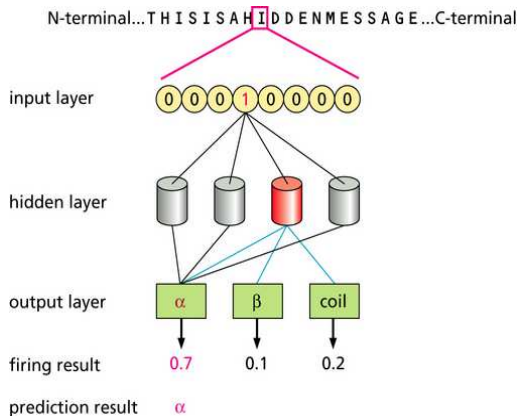 N-terminal...THISISAHIDDENMESSAGE...C-terminal
input layer 0 0 0 1 0 0 0 0
hidden layer
output layer α β coil
firing result 0.7 0.1 0.2
prediction result α